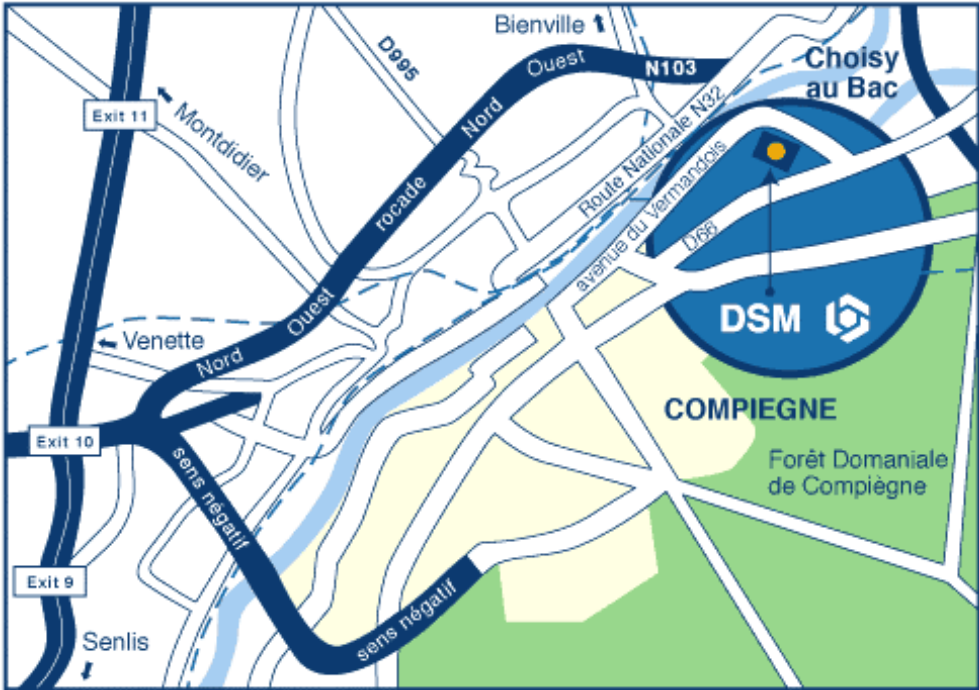 Bienville
D995
Ouest
N103
Choisy
au Bac
Exit 11
Montdidier
Nord
Route Nationale N32
avenue du Vermandois
rocade
D66
Ouest
DSM
Venette
Nord
COMPIEGNE
Exit 10
sens négatif
Forêt Domaniale
de Compiègne
Exit 9
sens négatif
Senlis